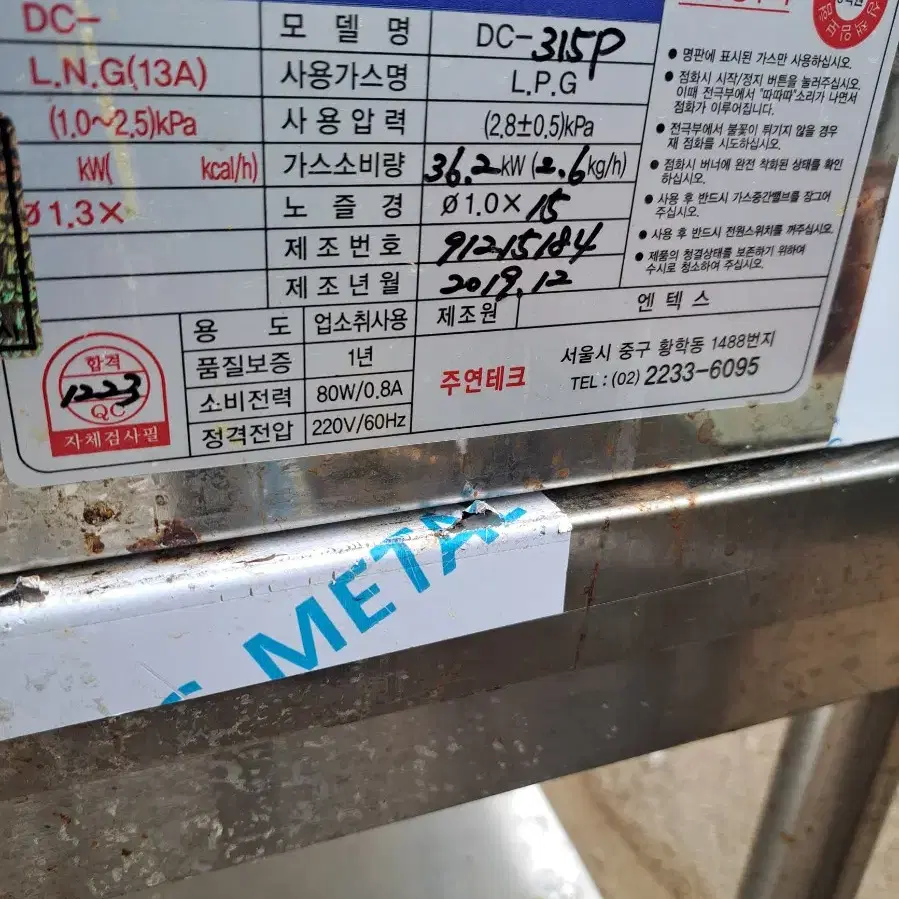 DC- 모델명 DC-315P
L.N.G(13A) 사용가스명 L.P.G
(1.0~2.5)kPa 사용압력 (2.8±0.5)kPa
kW( kcal/h) 가스소비량 36.2kW (2.6kg/h)
Ø1.3× 노즐경 Ø1.0×15
제조번호 91215184
제조년월 2019.12
용도 업소취사용 제조원 엔텍스
품질보증 1년
소비전력 80W/0.8A
정격전압 220V/60Hz
주연테크
서울시 중구 황학동 1488번지
TEL : (02) 2233-6095
합격
1223
QC
자체검사필
• 명판에 표시된 가스만 사용하십시오.
• 점화시 시작/정지 버튼을 눌러주십시오.
이때 전극부에서 "따따따"소리가 나면서
점화가 이루어집니다.
• 전극부에서 불꽃이 튀기지 않을 경우
재 점화를 시도하십시오.
• 점화시 버너에 완전 착화된 상태를 확인
하십시오.
• 사용 후 반드시 가스중간밸브를 잠그어
주십시오.
• 사용 후 반드시 전원스위치를 꺼주십시오.
• 제품의 청결상태를 보존하기 위하여
수시로 청소하여 주십시오.
METAL